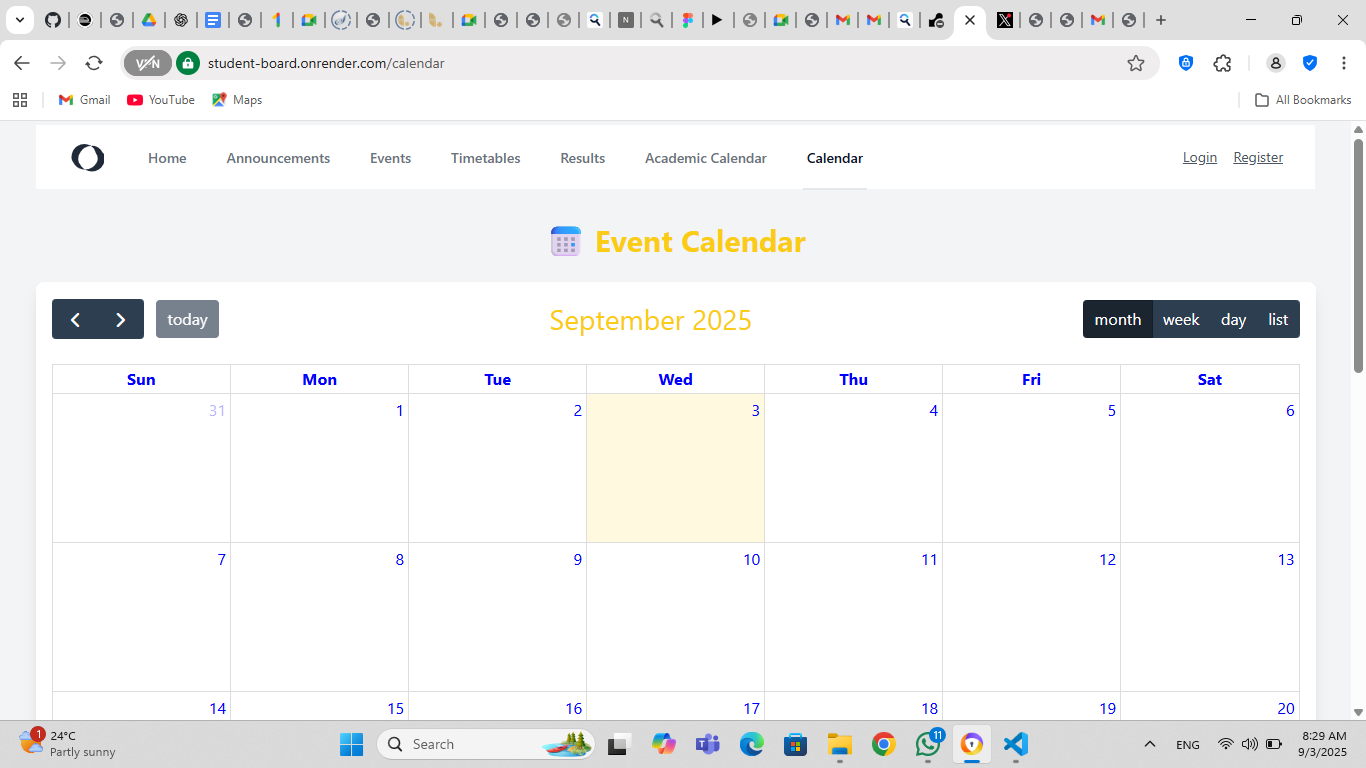 VPN
student-board.onrender.com/calendar
Gmail
YouTube
Maps
All Bookmarks
Home
Announcements
Events
Timetables
Results
Academic Calendar
Calendar
Login
Register
Event Calendar
today
September 2025
month
week
day
list
Sun Mon Tue Wed Thu Fri Sat
31 1 2 3 4 5 6
7 8 9 10 11 12 13
14 15 16 17 18 19 20
1
24°C
Partly sunny
Search
11
ENG
8:29 AM
9/3/2025